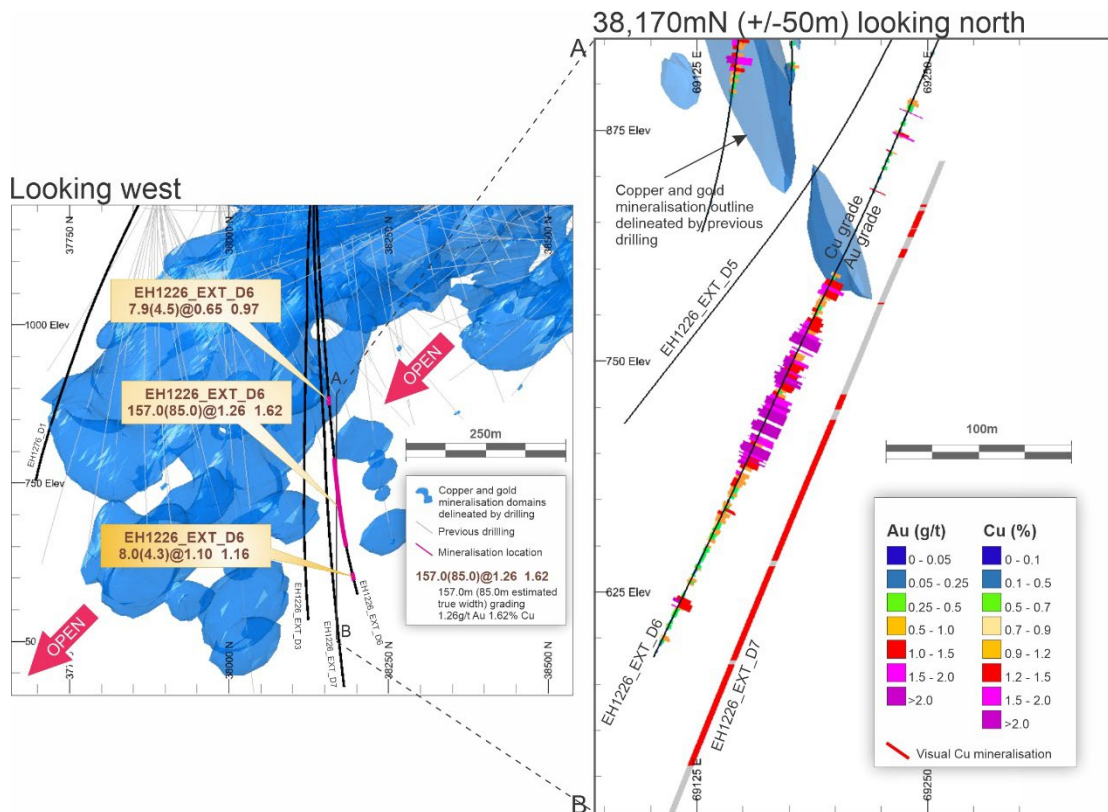 38,170mN (+/-50m) looking north
A
69125 E
69250 E
875 Elev
Copper and gold
mineralisation outline
delineated by previous
drilling
Cu grade
Au grade
EH1226_EXT_D5
750 Elev
100m
625 Elev
EH1226_EXT_D6
EH1226_EXT_D7
Au (g/t)
0 - 0.05
0.05 - 0.25
0.25 - 0.5
0.5 - 1.0
1.0 - 1.5
1.5 - 2.0
>2.0
Cu (%)
0 - 0.1
0.1 - 0.5
0.5 - 0.7
0.7 - 0.9
0.9 - 1.2
1.2 - 1.5
1.5 - 2.0
>2.0
Visual Cu mineralisation
69125 E
69250
B
Looking west
37750 N
38000 N
38250 N
38500 N
EH1226_EXT_D6
7.9(4.5)@0.65 0.97
1000 Elev
A
OPEN
EH1226_EXT_D6
157.0(85.0)@1.26 1.62
250m
EH1276_D1
750 Elev
Copper and gold
mineralisation domains
delineated by drilling
Previous drilling
Mineralisation location
157.0(85.0)@1.26 1.62
157.0m (85.0m estimated
true width) grading
1.26g/t Au 1.62% Cu
EH1226_EXT_D6
8.0(4.3)@1.10 1.16
EH1226_EXT_D6
EH1226_EXT_D3
B
EH1226_EXT_D7
OPEN
50
38000 N
38252 N
38500 N